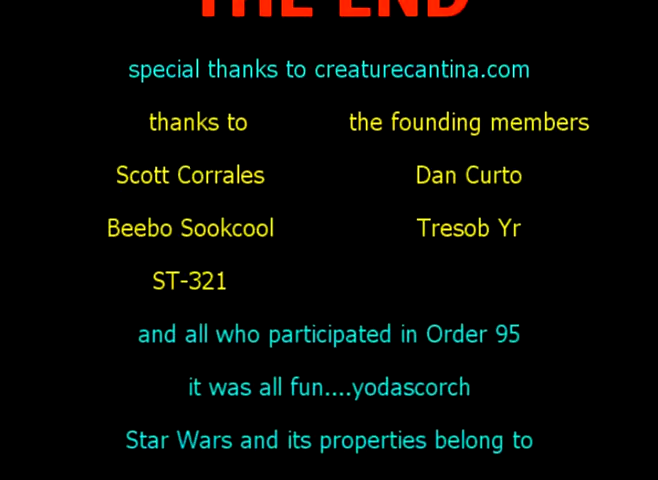 THE END
special thanks to creaturecantina.com
thanks to the founding members
Scott Corrales Dan Curto
Beebo Sookcool Tresob Yr
ST-321
and all who participated in Order 95
it was all fun....yodascorch
Star Wars and its properties belong to